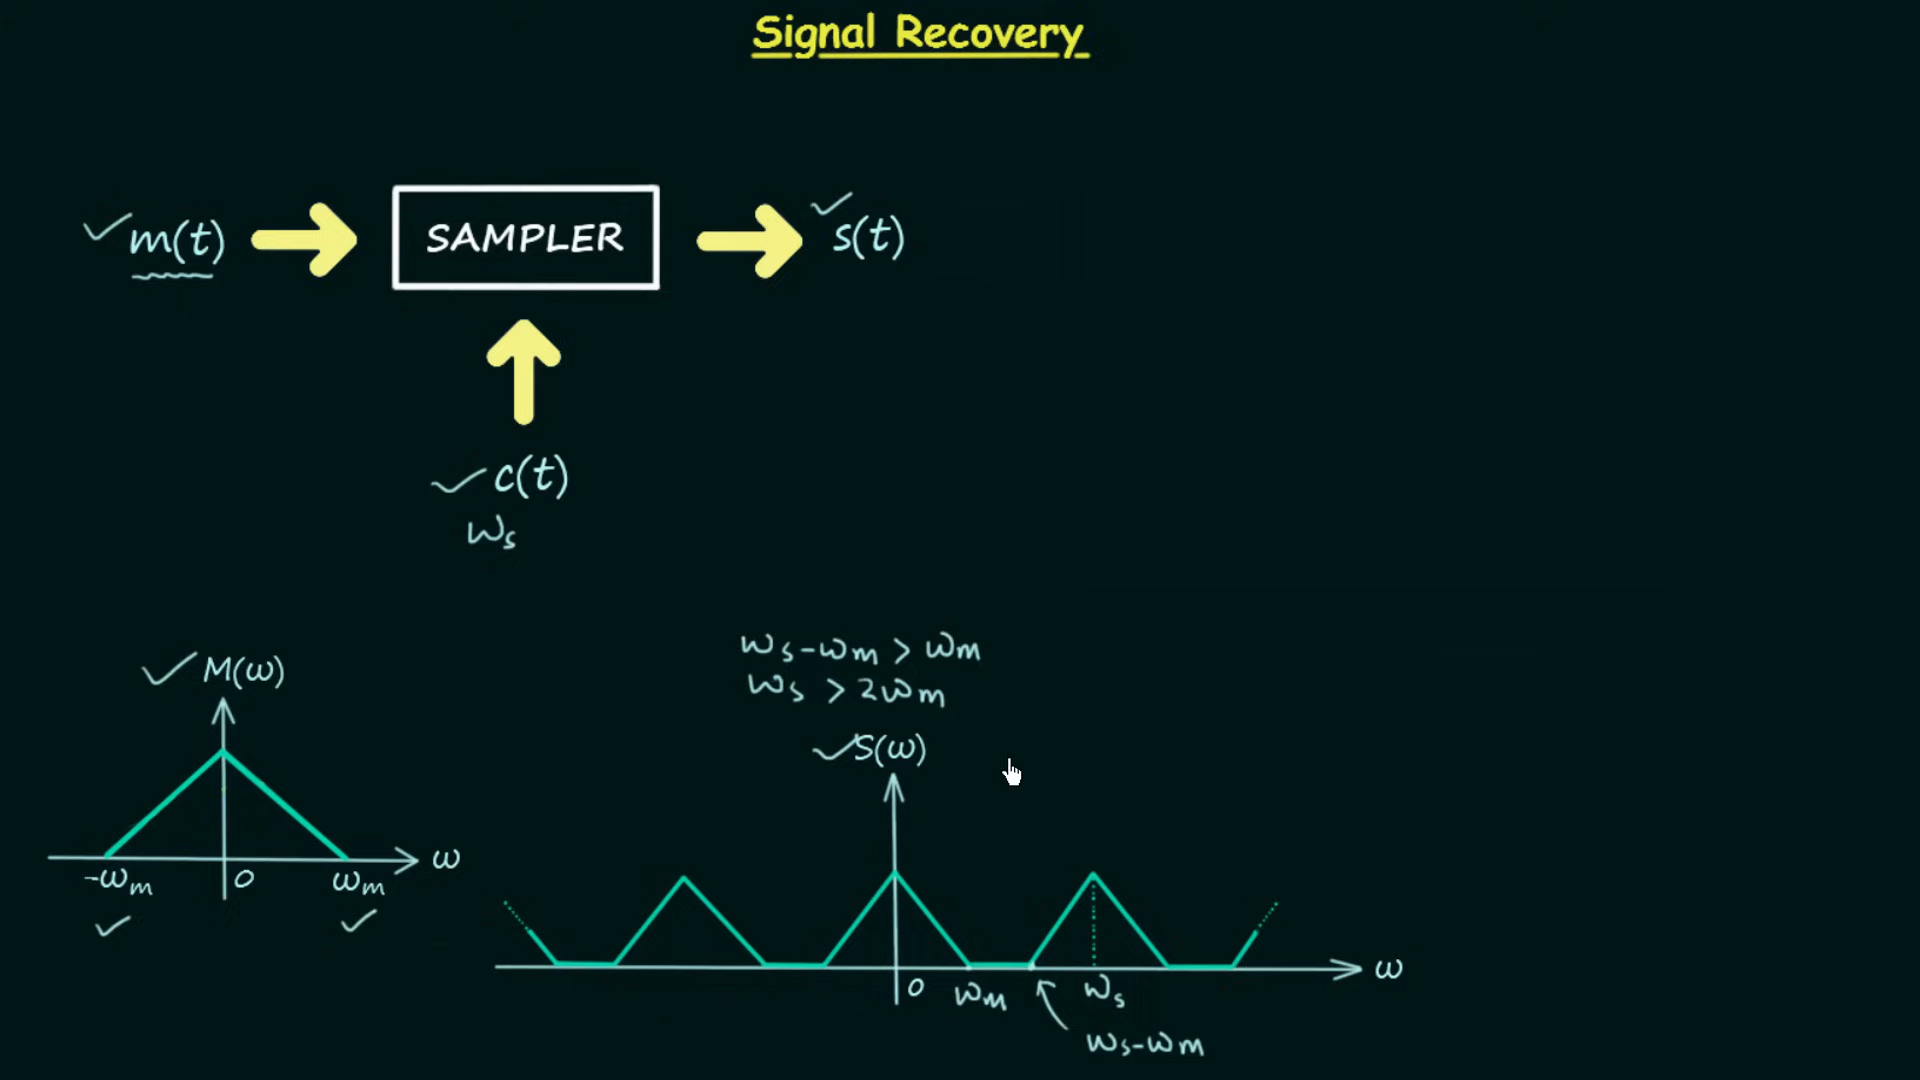 Signal Recovery
m(t)
SAMPLER
s(t)
c(t)
ωs
ωs-ωm > ωm
ωs > 2ωm
M(ω)
ω
-ωm
0
ωm
S(ω)
ω
0
ωm
ωs
ωs-ωm